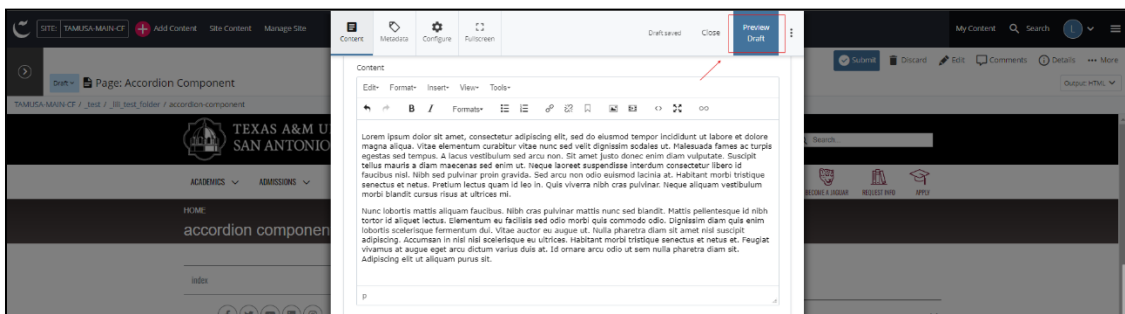 SITE: TAMUSA-MAIN-CF Add Content Site Content Manage Site
Content Metadata Configure Fullscreen Draft saved Close Preview Draft
My Content Search L
Submit Discard Edit Comments Details More
Draft Page: Accordion Component
Output: HTML
TAMUSA-MAIN-CF / _test / _lili_test_folder / accordion-component
TEXAS A&M U
SAN ANTONIO
Search...
ACADEMICS ADMISSIONS
BECOME A JAGUAR REQUEST INFO APPLY
HOME
accordion componen
Index
Content
Edit Format Insert View Tools
B I Formats
Lorem ipsum dolor sit amet, consectetur adipiscing elit, sed do eiusmod tempor incididunt ut labore et dolore
magna aliqua. Vitae elementum curabitur vitae nunc sed velit dignissim sodales ut. Malesuada fames ac turpis
egestas sed tempus. A lacus vestibulum sed arcu non. Sit amet justo donec enim diam vulputate. Suscipit
tellus mauris a diam maecenas sed enim ut. Neque laoreet suspendisse interdum consectetur libero id
faucibus nisl. Nibh sed pulvinar proin gravida. Sed arcu non odio euismod lacinia at. Habitant morbi tristique
senectus et netus. Pretium lectus quam id leo in. Quis viverra nibh cras pulvinar. Neque aliquam vestibulum
morbi blandit cursus risus at ultrices mi.
Nunc lobortis mattis aliquam faucibus. Nibh cras pulvinar mattis nunc sed blandit. Mattis pellentesque id nibh
tortor id aliquet lectus. Elementum eu facilisis sed odio morbi quis commodo odio. Dignissim diam quis enim
lobortis scelerisque fermentum dui. Vitae auctor eu augue ut. Nulla pharetra diam sit amet nisl suscipit
adipiscing. Accumsan in nisl nisi scelerisque eu ultrices. Habitant morbi tristique senectus et netus et. Feugiat
vivamus at augue eget arcu dictum varius duis at. Id ornare arcu odio ut sem nulla pharetra diam sit.
Adipiscing elit ut aliquam purus sit.
p